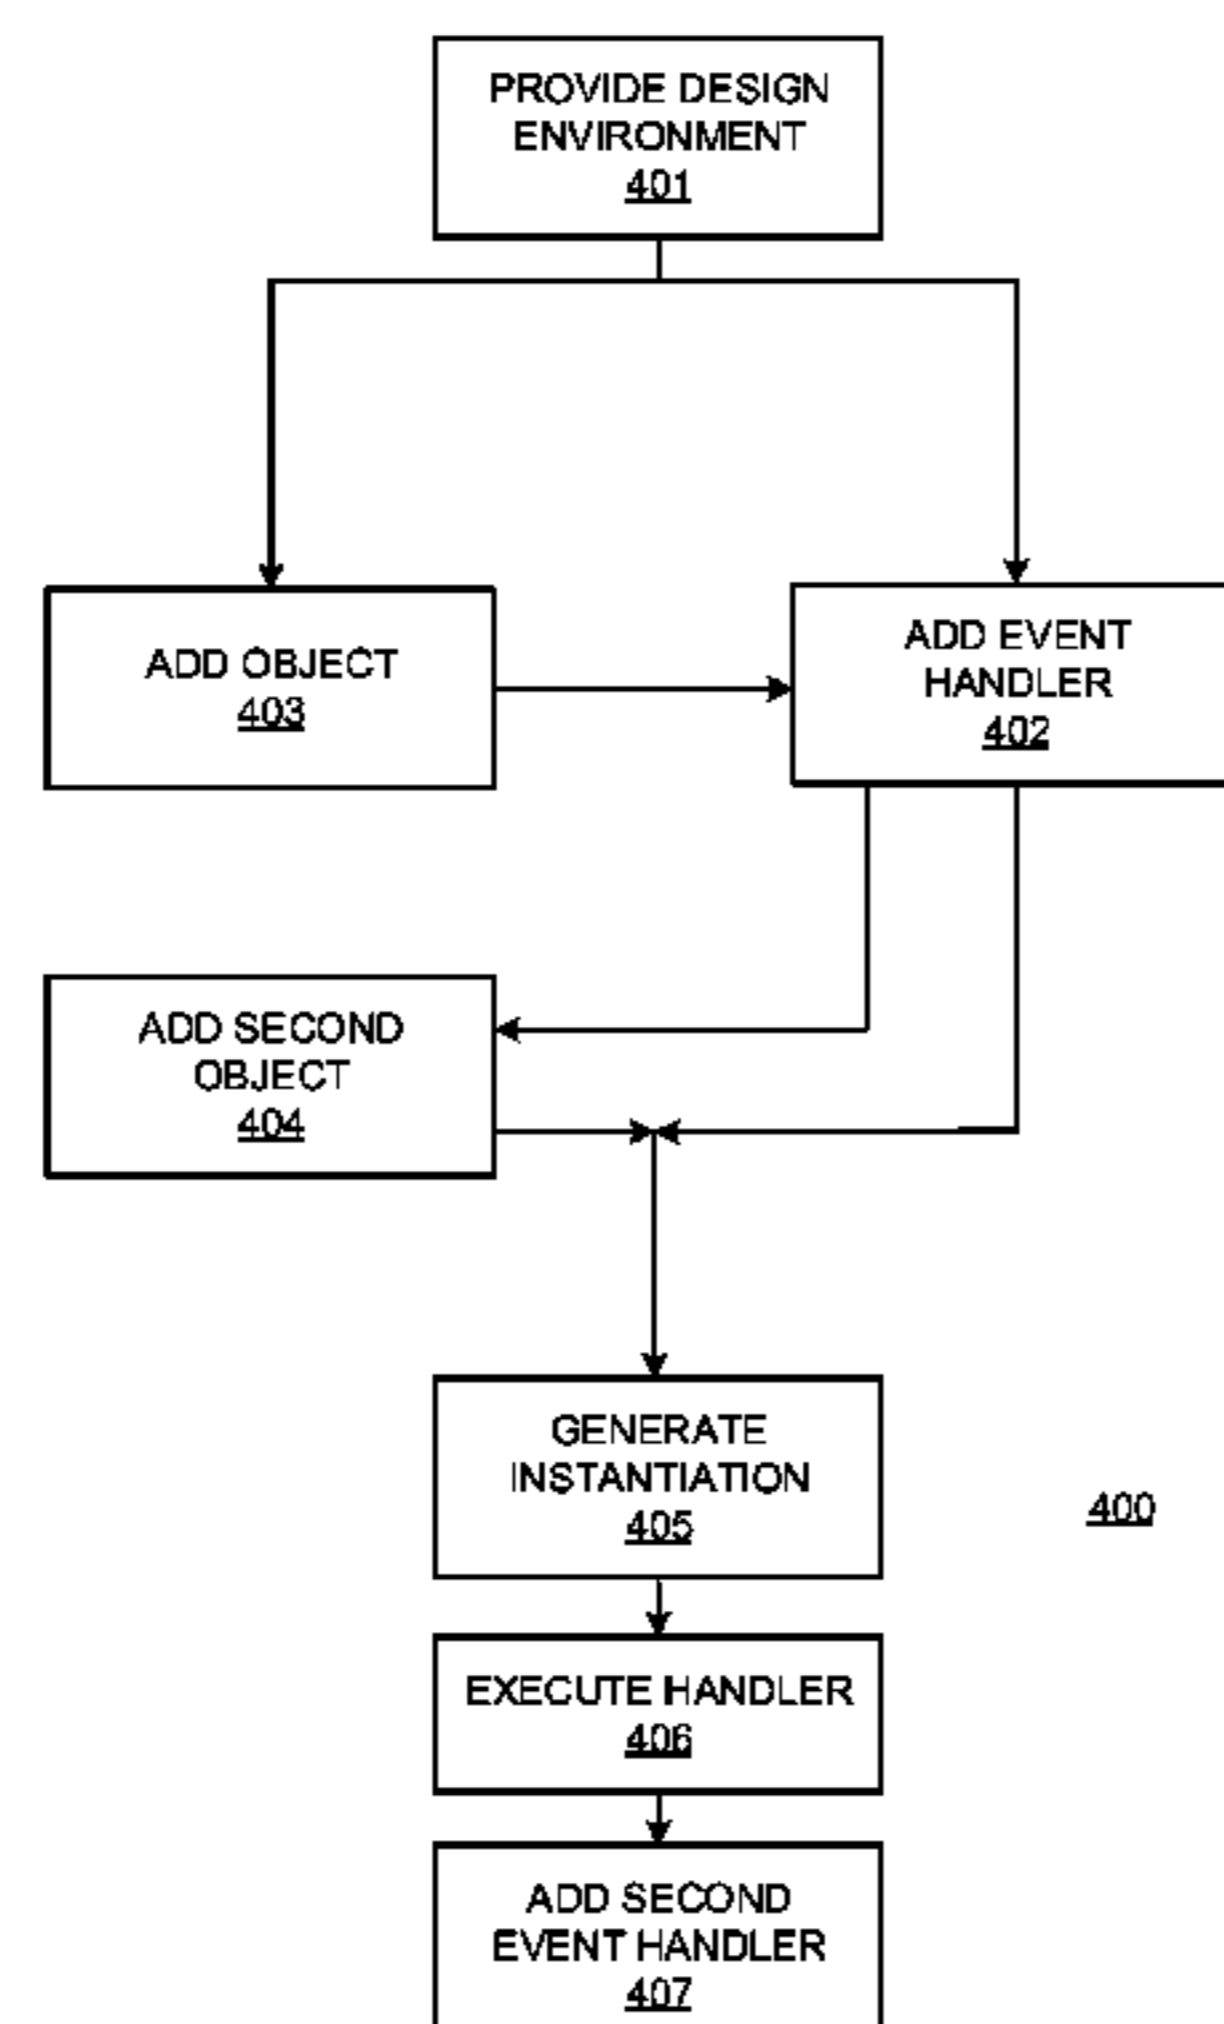 PROVIDE DESIGN
ENVIRONMENT
401
ADD OBJECT
403
ADD EVENT
HANDLER
402
ADD SECOND
OBJECT
404
GENERATE
INSTANTIATION
405
400
EXECUTE HANDLER
406
ADD SECOND
EVENT HANDLER
407